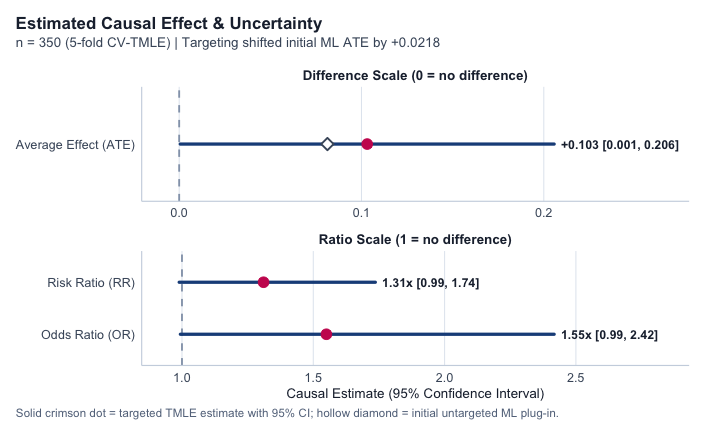 Estimated Causal Effect & Uncertainty
n = 350 (5-fold CV-TMLE) | Targeting shifted initial ML ATE by +0.0218
Difference Scale (0 = no difference)
Average Effect (ATE)
+0.103 [0.001, 0.206]
0.0 0.1 0.2
Ratio Scale (1 = no difference)
Risk Ratio (RR)
1.31x [0.99, 1.74]
Odds Ratio (OR)
1.55x [0.99, 2.42]
1.0 1.5 2.0 2.5
Causal Estimate (95% Confidence Interval)
Solid crimson dot = targeted TMLE estimate with 95% CI; hollow diamond = initial untargeted ML plug-in.